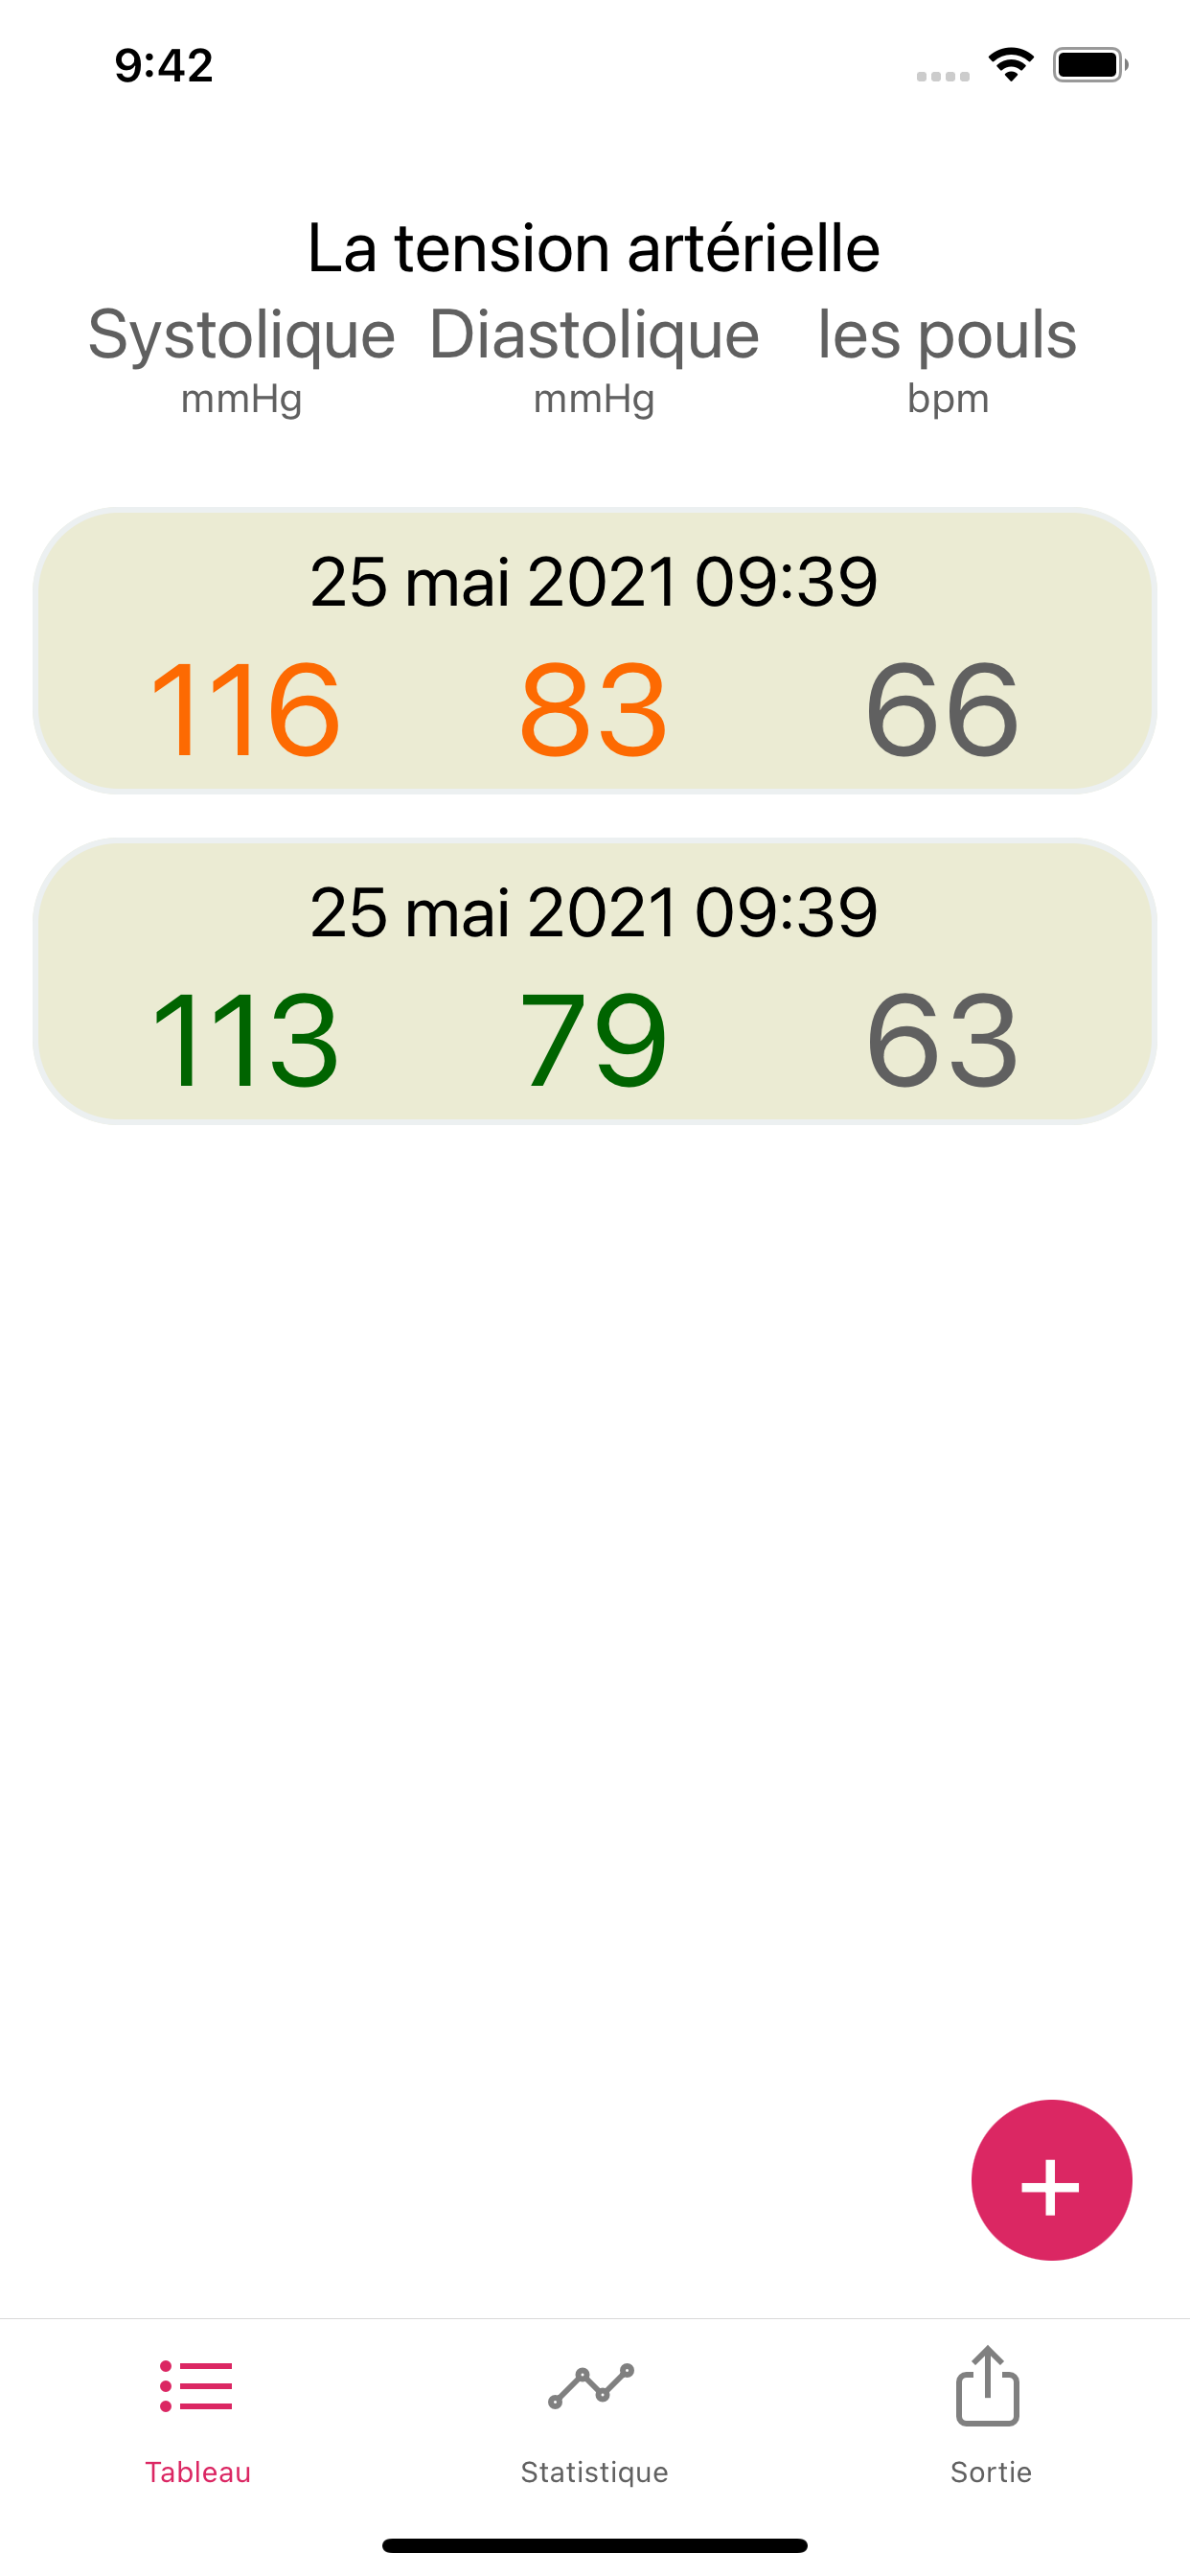 9:42
La tension artérielle
Systolique Diastolique les pouls
mmHg mmHg bpm
25 mai 2021 09:39
116 83 66
25 mai 2021 09:39
113 79 63
+
Tableau Statistique Sortie